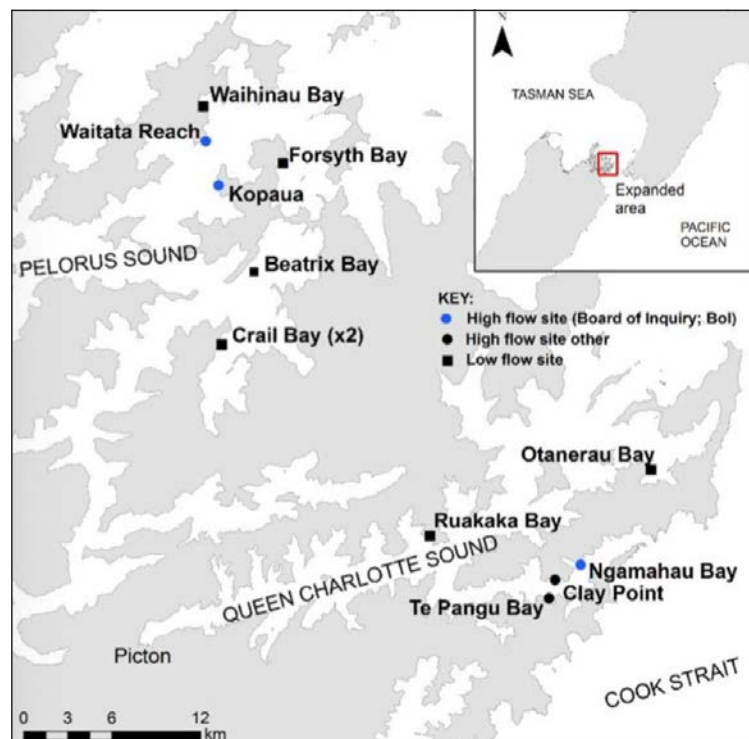 N
TASMAN SEA
Expanded
area
PACIFIC
OCEAN
Waihinau Bay
Waitata Reach
Forsyth Bay
Kopaua
PELORUS SOUND
Beatrix Bay
Crail Bay (x2)
KEY:
High flow site (Board of Inquiry; BoI)
High flow site other
Low flow site
Otanerau Bay
Ruakaka Bay
QUEEN CHARLOTTE SOUND
Ngamahau Bay
Clay Point
Te Pangu Bay
Picton
COOK STRAIT
0 3 6 12
km